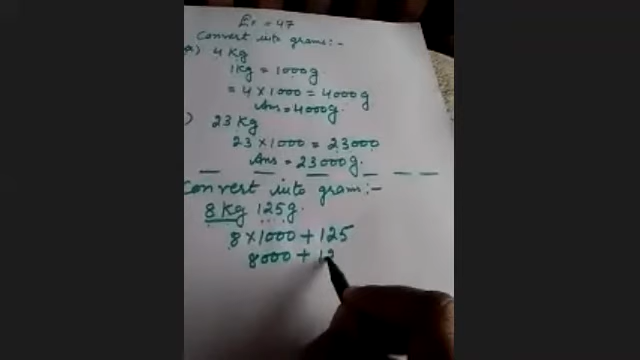 Ex = 47
Convert into grams:-
a) 4 Kg
1Kg = 1000g
= 4 × 1000 = 4000g
Ans = 4000g.
) 23 Kg
23 × 1000 = 23000
Ans = 23000g.
Convert into gram:-
8 Kg 125g.
8 × 1000 + 125
8000 + 12